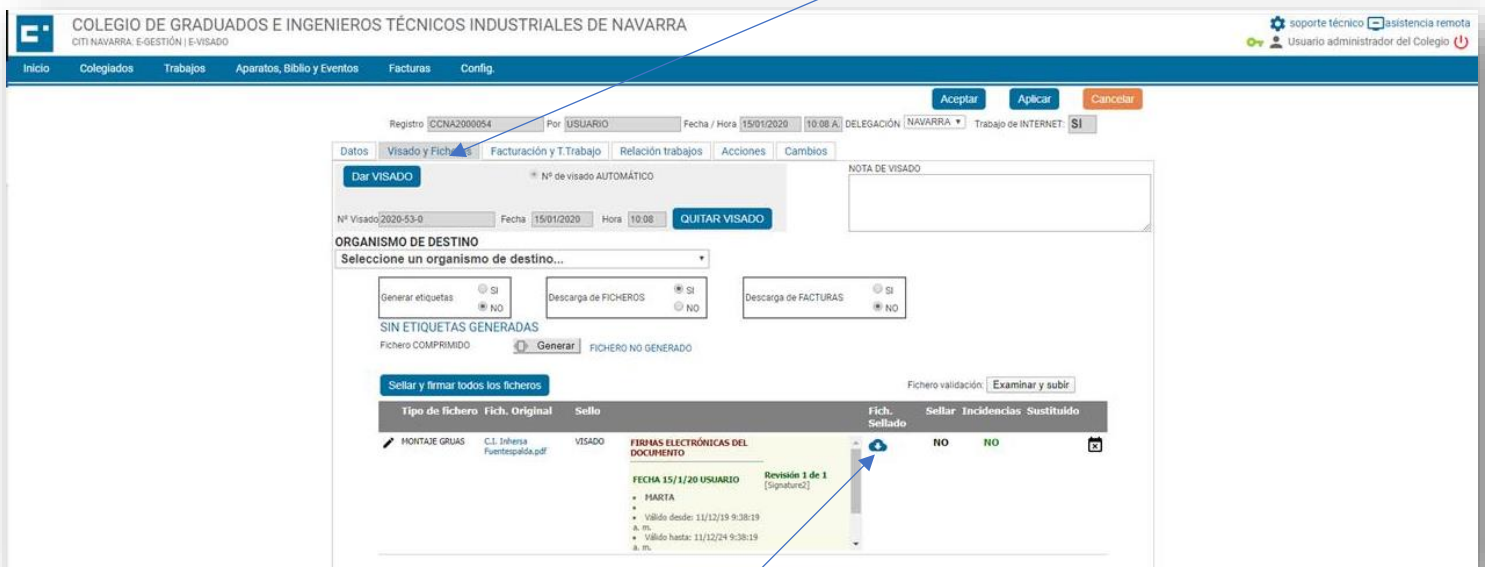 COLEGIO DE GRADUADOS E INGENIEROS TÉCNICOS INDUSTRIALES DE NAVARRA
CITI NAVARRA: E-GESTIÓN | E-VISADO
soporte técnico asistencia remota
Usuario administrador del Colegio
Inicio Colegiados Trabajos Aparatos, Biblio y Eventos Facturas Config.
Aceptar Aplicar Cancelar
Registro CCNA2000054 Por USUARIO Fecha / Hora 15/01/2020 10:08 A. DELEGACIÓN NAVARRA Trabajo de INTERNET: SI
Datos Visado y Ficheros Facturación y T.Trabajo Relación trabajos Acciones Cambios
Dar VISADO Nº de visado AUTOMÁTICO NOTA DE VISADO
Nº Visado 2020-53-0 Fecha 15/01/2020 Hora 10:08 QUITAR VISADO
ORGANISMO DE DESTINO
Seleccione un organismo de destino...
Generar etiquetas SI NO Descarga de FICHEROS SI NO Descarga de FACTURAS SI NO
SIN ETIQUETAS GENERADAS
Fichero COMPRIMIDO Generar FICHERO NO GENERADO
Sellar y firmar todos los ficheros Fichero validación: Examinar y subir
Tipo de fichero Fich. Original Sello Fich. Sellado Sellar Incidencias Sustituido
MONTAJE GRUAS C.I. Inhersa Fuentespalda.pdf VISADO NO NO
FIRMAS ELECTRÓNICAS DEL DOCUMENTO
FECHA 15/1/20 USUARIO Revisión 1 de 1
[Signature2]
MARTA
Válido desde: 11/12/19 9:38:19
a. m.
Válido hasta: 11/12/24 9:38:19
a. m.